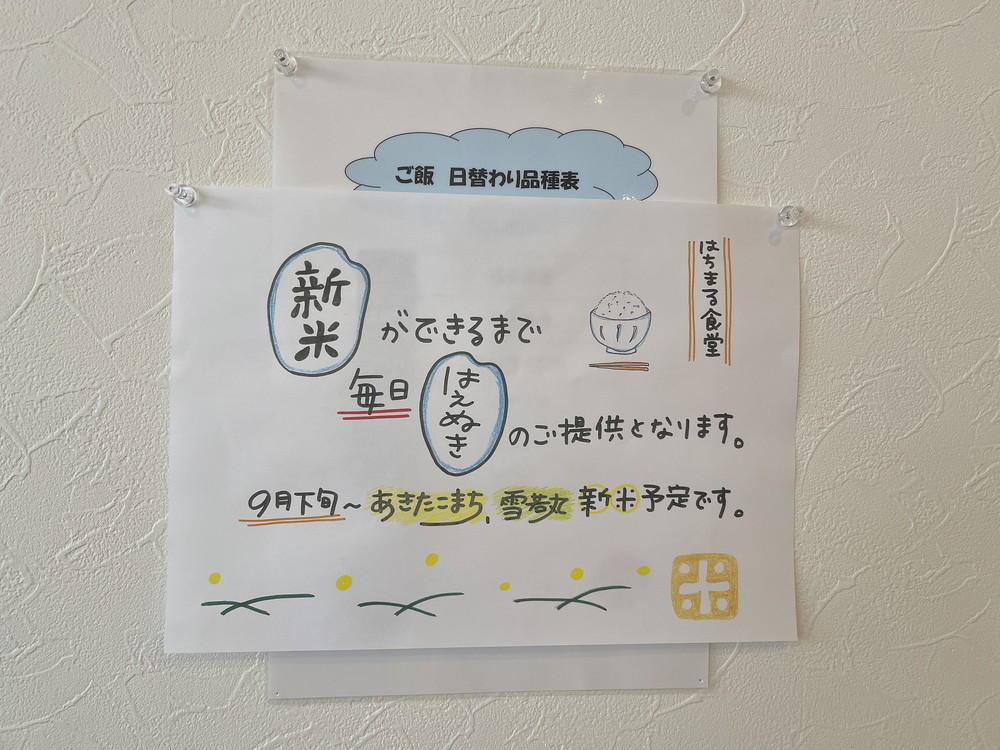 ご飯 日替わり品種表
はちまる食堂
新米ができるまで
毎日はえぬきのご提供となります。
9月下旬~あきたこまち、雪若丸新米予定です。